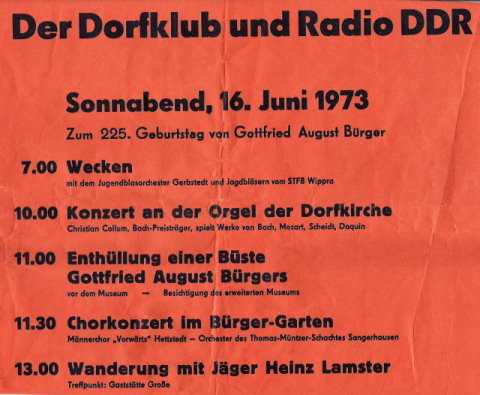 Der Dorfklub und Radio DDR
Sonnabend, 16. Juni 1973
Zum 225. Geburtstag von Gottfried August Bürger
7.00 Wecken
mit dem Jugendblasorchester Gerbstedt und Jagdbläsern vom STFB Wippra
10.00 Konzert an der Orgel der Dorfkirche
Christian Collum, Bach-Preisträger, spielt Werke von Bach, Mozart, Scheidt, Daquin
11.00 Enthüllung einer Büste
Gottfried August Bürgers
vor dem Museum — Besichtigung des erweiterten Museums
11.30 Chorkonzert im Bürger-Garten
Männerchor „Vorwärts" Hettstedt – Orchester des Thomas-Müntzer-Schachtes Sangerhausen
13.00 Wanderung mit Jäger Heinz Lamster
Treffpunkt: Gaststätte Große